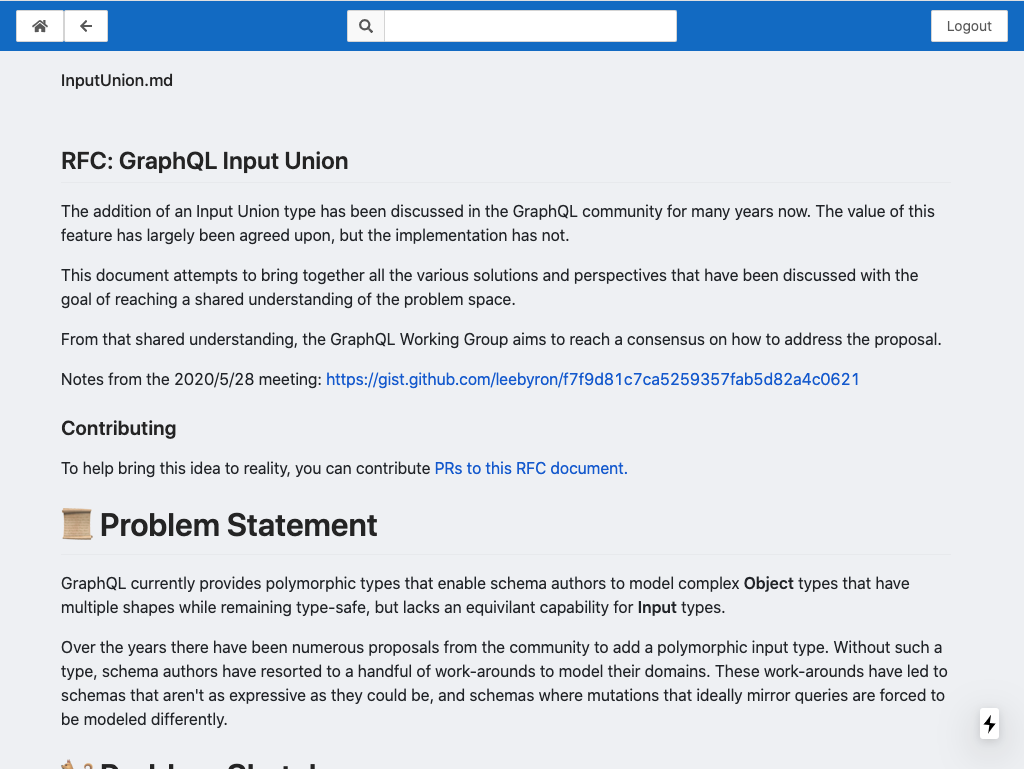 Logout
InputUnion.md
RFC: GraphQL Input Union
The addition of an Input Union type has been discussed in the GraphQL community for many years now. The value of this
feature has largely been agreed upon, but the implementation has not.
This document attempts to bring together all the various solutions and perspectives that have been discussed with the
goal of reaching a shared understanding of the problem space.
From that shared understanding, the GraphQL Working Group aims to reach a consensus on how to address the proposal.
Notes from the 2020/5/28 meeting: https://gist.github.com/leebyron/f7f9d81c7ca5259357fab5d82a4c0621
Contributing
To help bring this idea to reality, you can contribute PRs to this RFC document.
Problem Statement
GraphQL currently provides polymorphic types that enable schema authors to model complex Object types that have
multiple shapes while remaining type-safe, but lacks an equivilant capability for Input types.
Over the years there have been numerous proposals from the community to add a polymorphic input type. Without such a
type, schema authors have resorted to a handful of work-arounds to model their domains. These work-arounds have led to
schemas that aren't as expressive as they could be, and schemas where mutations that ideally mirror queries are forced to
be modeled differently.